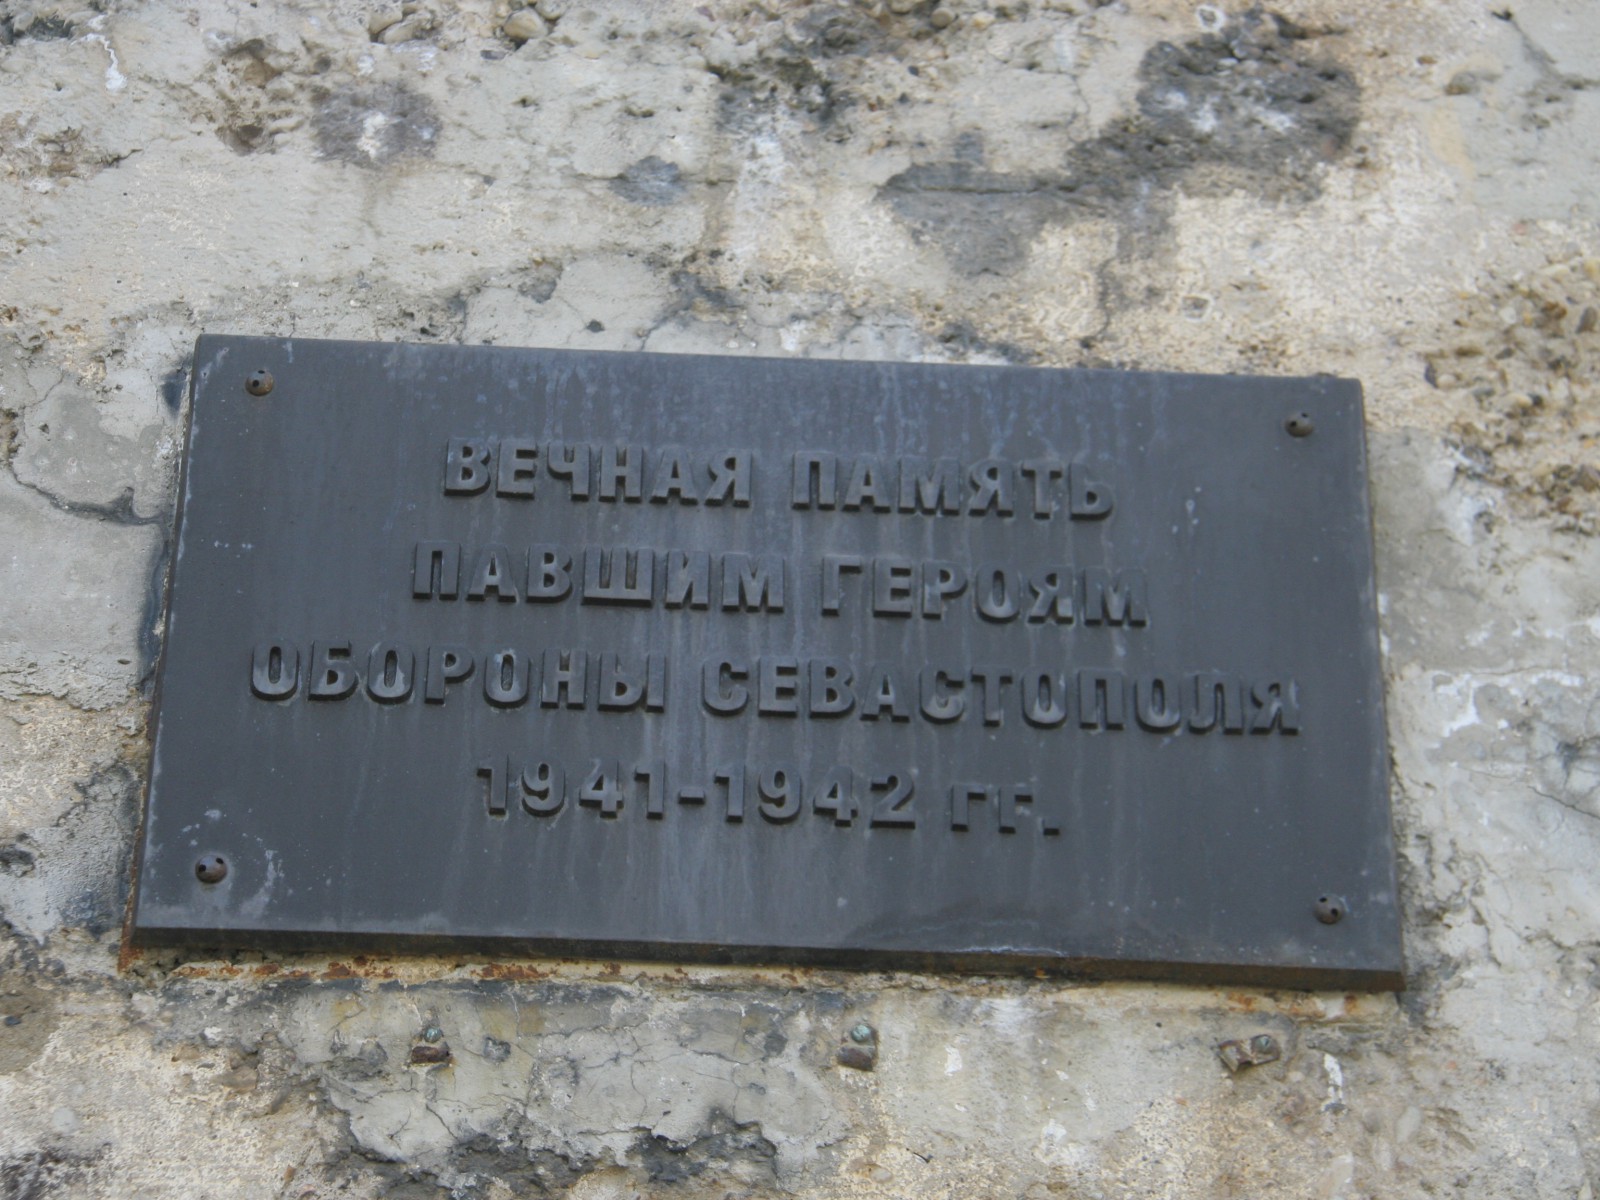 ВЕЧНАЯ ПАМЯТЬ
ПАВШИМ ГЕРОЯМ
ОБОРОНЫ СЕВАСТОПОЛЯ
1941-1942 гг.